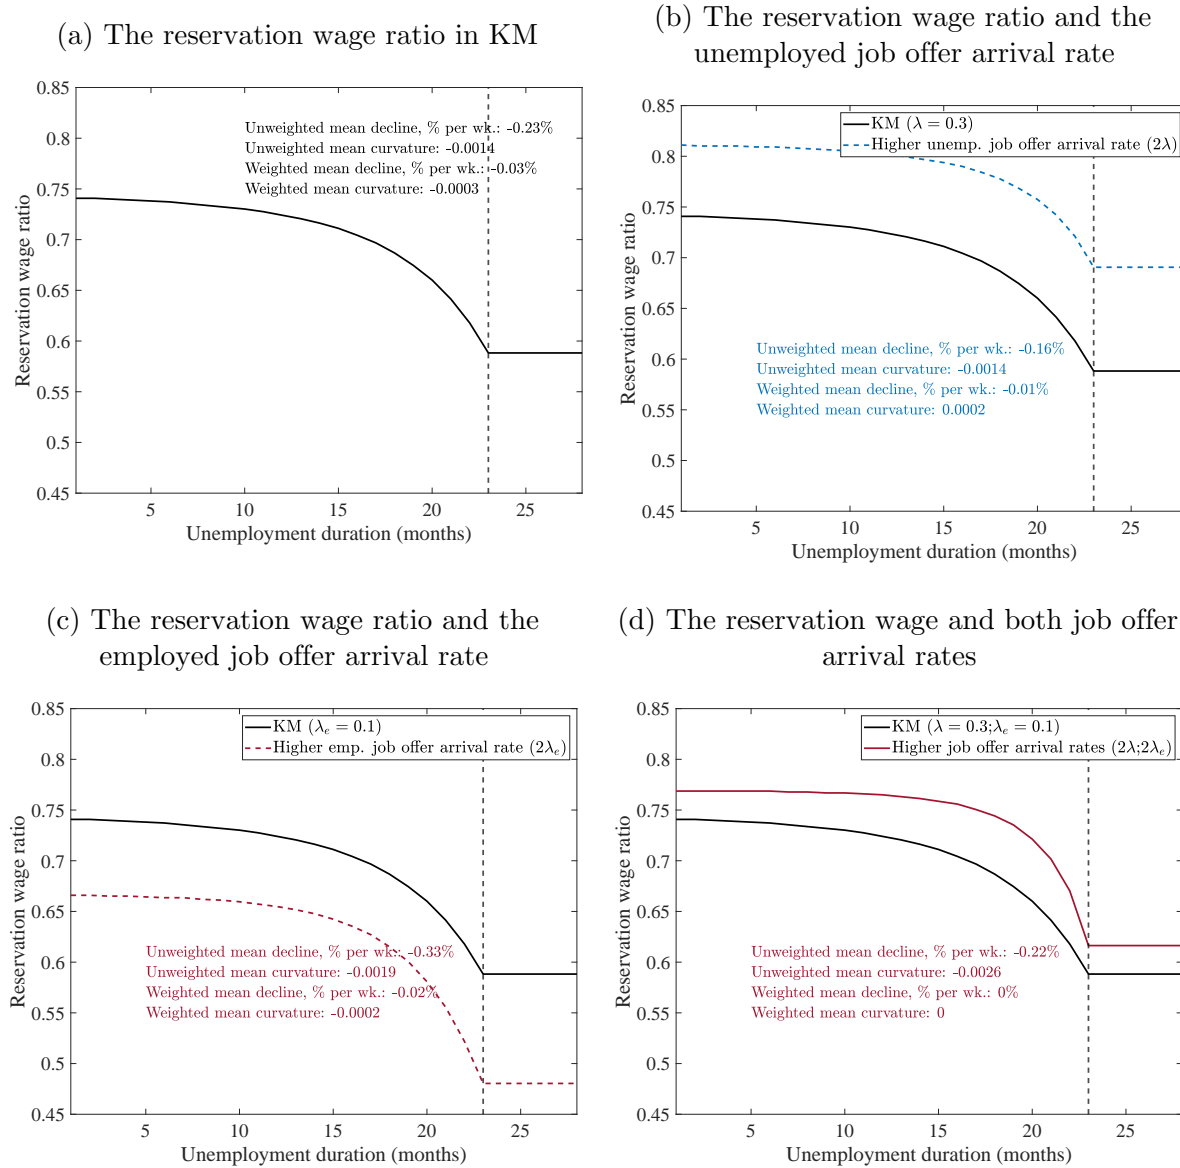 (a) The reservation wage ratio in KM
0.85
0.8
0.75
0.7
0.65
0.6
0.55
0.5
0.45
Reservation wage ratio
Unweighted mean decline, % per wk.: -0.23%
Unweighted mean curvature: -0.0014
Weighted mean decline, % per wk.: -0.03%
Weighted mean curvature: -0.0003
5 10 15 20 25
Unemployment duration (months)
(b) The reservation wage ratio and the
unemployed job offer arrival rate
0.85
0.8
0.75
0.7
0.65
0.6
0.55
0.5
0.45
Reservation wage ratio
KM (λ = 0.3)
Higher unemp. job offer arrival rate (2λ)
Unweighted mean decline, % per wk.: -0.16%
Unweighted mean curvature: -0.0014
Weighted mean decline, % per wk.: -0.01%
Weighted mean curvature: 0.0002
5 10 15 20 25
Unemployment duration (months)
(c) The reservation wage ratio and the
employed job offer arrival rate
0.85
0.8
0.75
0.7
0.65
0.6
0.55
0.5
0.45
Reservation wage ratio
KM (λₑ = 0.1)
Higher emp. job offer arrival rate (2λₑ)
Unweighted mean decline, % per wk.: -0.33%
Unweighted mean curvature: -0.0019
Weighted mean decline, % per wk.: -0.02%
Weighted mean curvature: -0.0002
5 10 15 20 25
Unemployment duration (months)
(d) The reservation wage and both job offer
arrival rates
0.85
0.8
0.75
0.7
0.65
0.6
0.55
0.5
0.45
Reservation wage ratio
KM (λ = 0.3;λₑ = 0.1)
Higher job offer arrival rates (2λ;2λₑ)
Unweighted mean decline, % per wk.: -0.22%
Unweighted mean curvature: -0.0026
Weighted mean decline, % per wk.: 0%
Weighted mean curvature: 0
5 10 15 20 25
Unemployment duration (months)